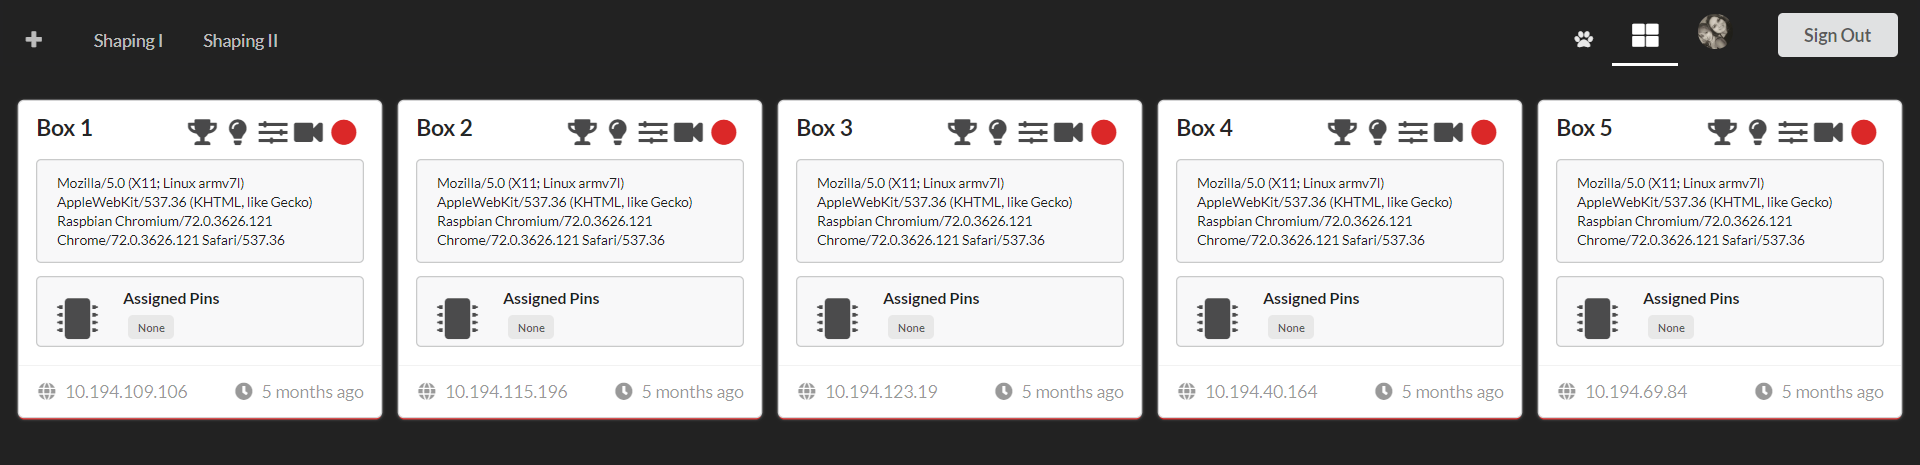 Shaping I Shaping II Sign Out
Box 1
Mozilla/5.0 (X11; Linux armv7l)
AppleWebKit/537.36 (KHTML, like Gecko)
Raspbian Chromium/72.0.3626.121
Chrome/72.0.3626.121 Safari/537.36
Assigned Pins
None
10.194.109.106 5 months ago
Box 2
Mozilla/5.0 (X11; Linux armv7l)
AppleWebKit/537.36 (KHTML, like Gecko)
Raspbian Chromium/72.0.3626.121
Chrome/72.0.3626.121 Safari/537.36
Assigned Pins
None
10.194.115.196 5 months ago
Box 3
Mozilla/5.0 (X11; Linux armv7l)
AppleWebKit/537.36 (KHTML, like Gecko)
Raspbian Chromium/72.0.3626.121
Chrome/72.0.3626.121 Safari/537.36
Assigned Pins
None
10.194.123.19 5 months ago
Box 4
Mozilla/5.0 (X11; Linux armv7l)
AppleWebKit/537.36 (KHTML, like Gecko)
Raspbian Chromium/72.0.3626.121
Chrome/72.0.3626.121 Safari/537.36
Assigned Pins
None
10.194.40.164 5 months ago
Box 5
Mozilla/5.0 (X11; Linux armv7l)
AppleWebKit/537.36 (KHTML, like Gecko)
Raspbian Chromium/72.0.3626.121
Chrome/72.0.3626.121 Safari/537.36
Assigned Pins
None
10.194.69.84 5 months ago